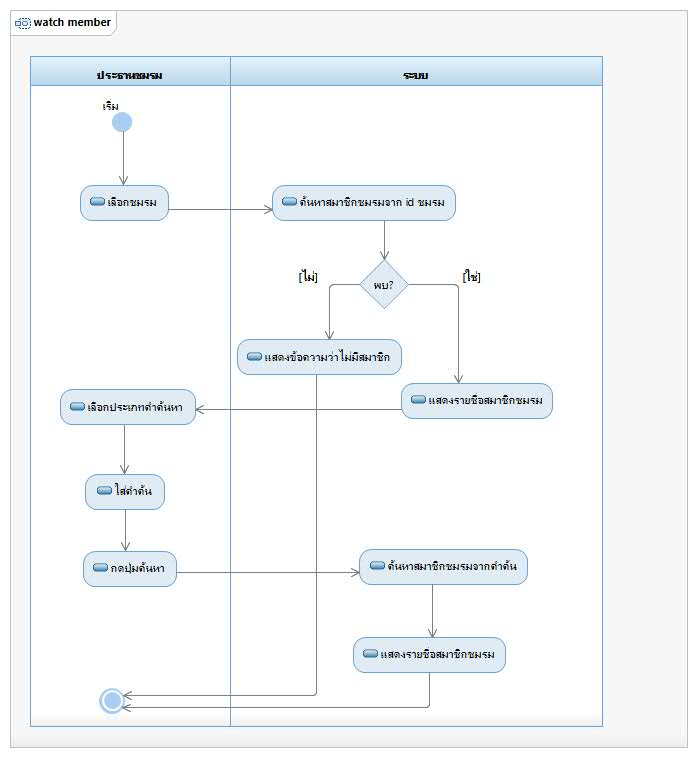 watch member
ประธานชมรม
ระบบ
เริ่ม
เลือกชมรม
ค้นหาสมาชิกชมรมจาก id ชมรม
[ไม่]
พบ?
[ใช่]
แสดงข้อความว่าไม่มีสมาชิก
แสดงรายชื่อสมาชิกชมรม
เลือกประเภทคำค้นหา
ใส่คำค้น
กดปุ่มค้นหา
ค้นหาสมาชิกชมรมจากคำค้น
แสดงรายชื่อสมาชิกชมรม